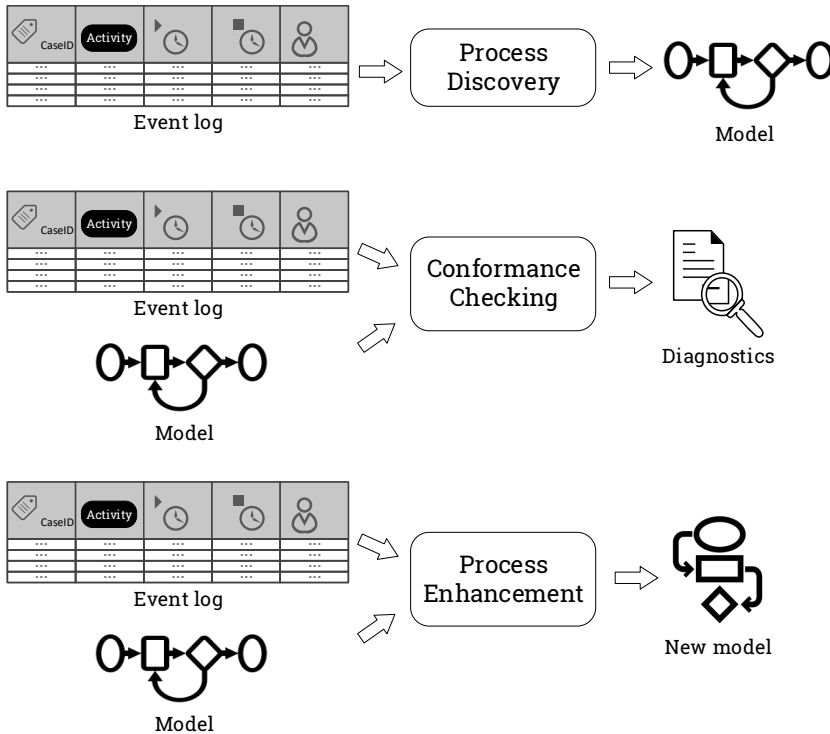 CaseID Activity
Process
Discovery
Event log
Model
CaseID Activity
Conformance
Checking
Event log
Diagnostics
Model
CaseID Activity
Process
Enhancement
Event log
New model
Model